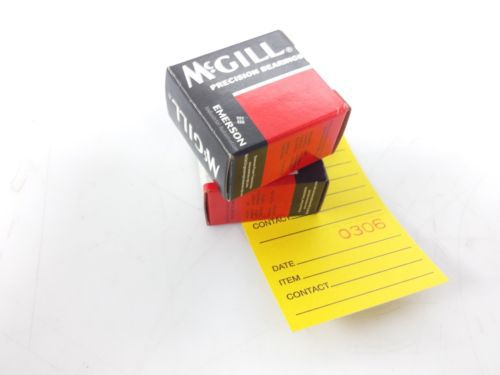 McGILL®
PRECISION BEARINGS
EMERSON
McGILL
CONTACT
0306
DATE
ITEM
CONTACT